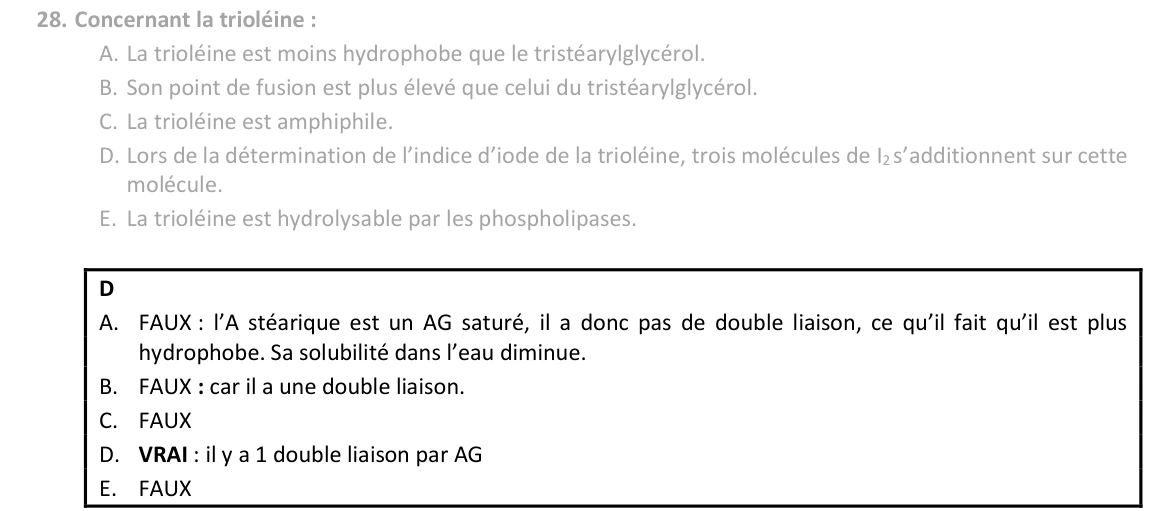 28. Concernant la trioléine :
A. La trioléine est moins hydrophobe que le tristéarylglycérol.
B. Son point de fusion est plus élevé que celui du tristéarylglycérol.
C. La trioléine est amphiphile.
D. Lors de la détermination de l’indice d’iode de la trioléine, trois molécules de I₂ s’additionnent sur cette
molécule.
E. La trioléine est hydrolysable par les phospholipases.
D
A. FAUX : l’A stéarique est un AG saturé, il a donc pas de double liaison, ce qu’il fait qu’il est plus
hydrophobe. Sa solubilité dans l’eau diminue.
B. FAUX : car il a une double liaison.
C. FAUX
D. VRAI : il y a 1 double liaison par AG
E. FAUX